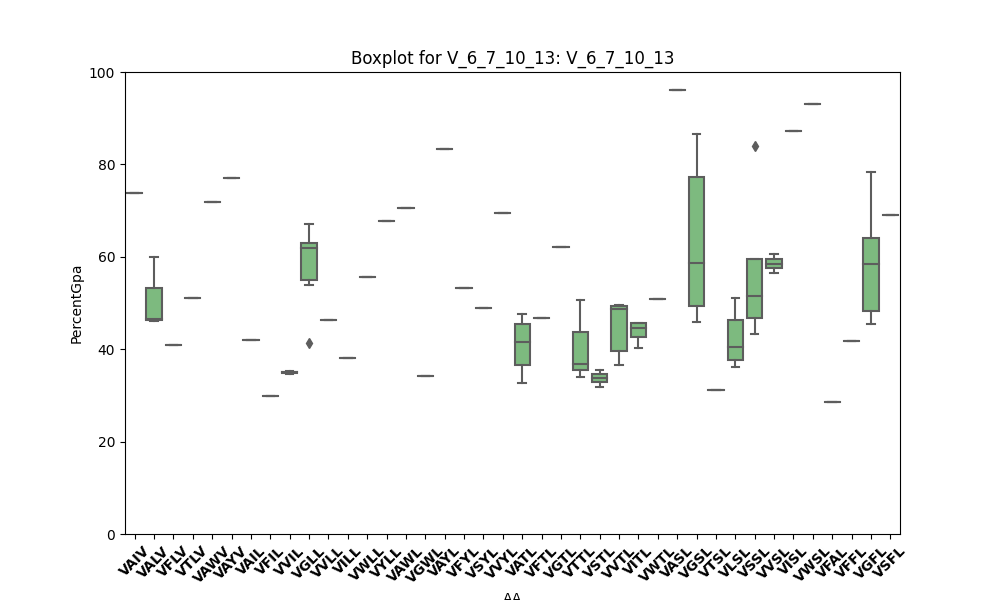 Boxplot for V_6_7_10_13: V_6_7_10_13
PercentGpa
100
80
60
40
20
0
VAIV
VALV
VFLV
VTLV
VAWV
VAYV
VAIL
VFIL
VVIL
VGLL
VVLL
VILL
VWLL
VYLL
VAWL
VGWL
VAYL
VFYL
VSYL
VVYL
VATL
VFTL
VGTL
VTTL
VSTL
VVTL
VITL
VWTL
VASL
VGSL
VTSL
VLSL
VSSL
VVSL
VISL
VWSL
VFAL
VFFL
VGFL
VSFL
AA